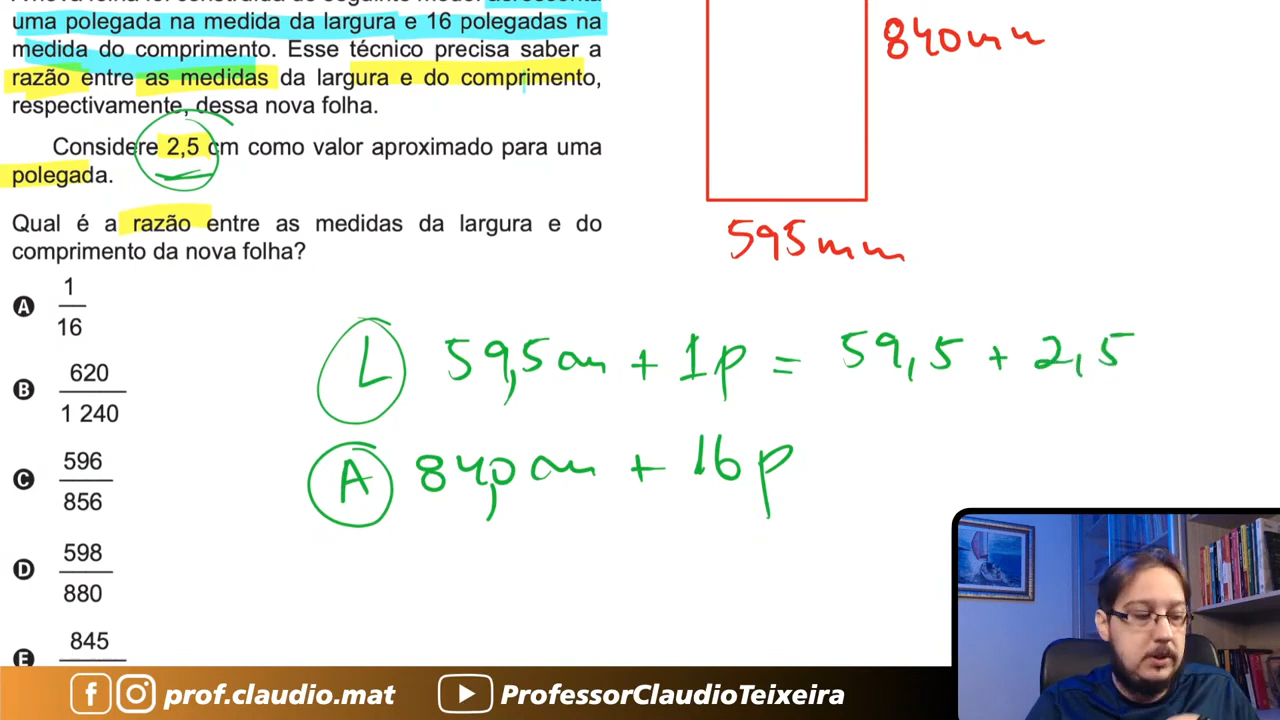 uma polegada na medida da largura e 16 polegadas na
medida do comprimento. Esse técnico precisa saber a
razão entre as medidas da largura e do comprimento,
respectivamente, dessa nova folha.
Considere 2,5 cm como valor aproximado para uma
polegada.
Qual é a razão entre as medidas da largura e do
comprimento da nova folha?
A 1
16
B 620
1 240
C 596
856
D 598
880
E 845
840mm
595mm
L 59,5cm + 1p = 59,5 + 2,5
A 84,0cm + 16p
prof.claudio.mat
ProfessorClaudioTeixeira